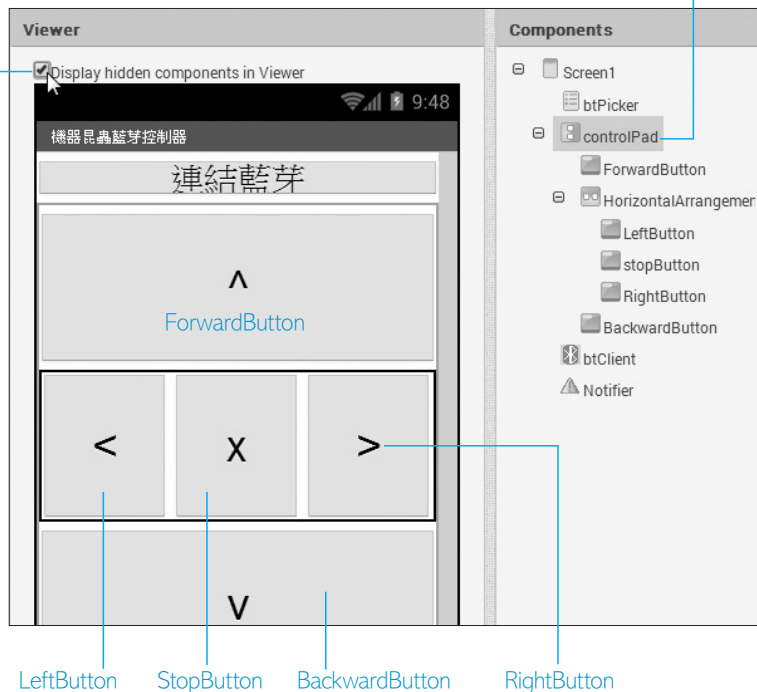 Viewer
Display hidden components in Viewer
9:48
機器昆蟲藍芽控制器
連結藍芽
^
ForwardButton
<
x
>
v
LeftButton
StopButton
BackwardButton
RightButton
Components
Screen1
btPicker
controlPad
ForwardButton
HorizontalArrangemer
LeftButton
stopButton
RightButton
BackwardButton
btClient
Notifier